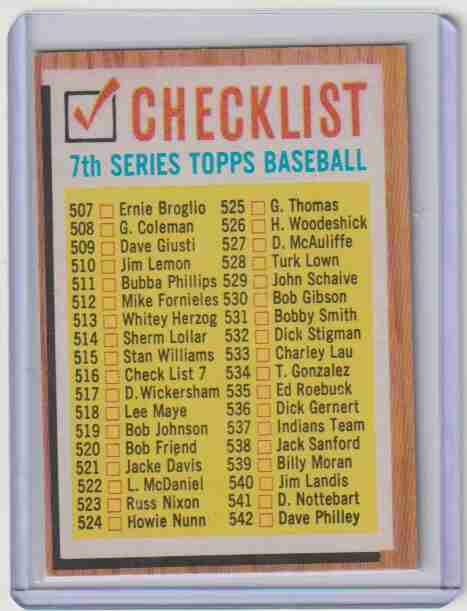 CHECKLIST
7th SERIES TOPPS BASEBALL
507 Ernie Broglio
508 G. Coleman
509 Dave Giusti
510 Jim Lemon
511 Bubba Phillips
512 Mike Fornieles
513 Whitey Herzog
514 Sherm Lollar
515 Stan Williams
516 Check List 7
517 D. Wickersham
518 Lee Maye
519 Bob Johnson
520 Bob Friend
521 Jacke Davis
522 L. McDaniel
523 Russ Nixon
524 Howie Nunn
525 G. Thomas
526 H. Woodeshick
527 D. McAuliffe
528 Turk Lown
529 John Schaive
530 Bob Gibson
531 Bobby Smith
532 Dick Stigman
533 Charley Lau
534 T. Gonzalez
535 Ed Roebuck
536 Dick Gernert
537 Indians Team
538 Jack Sanford
539 Billy Moran
540 Jim Landis
541 D. Nottebart
542 Dave Philley